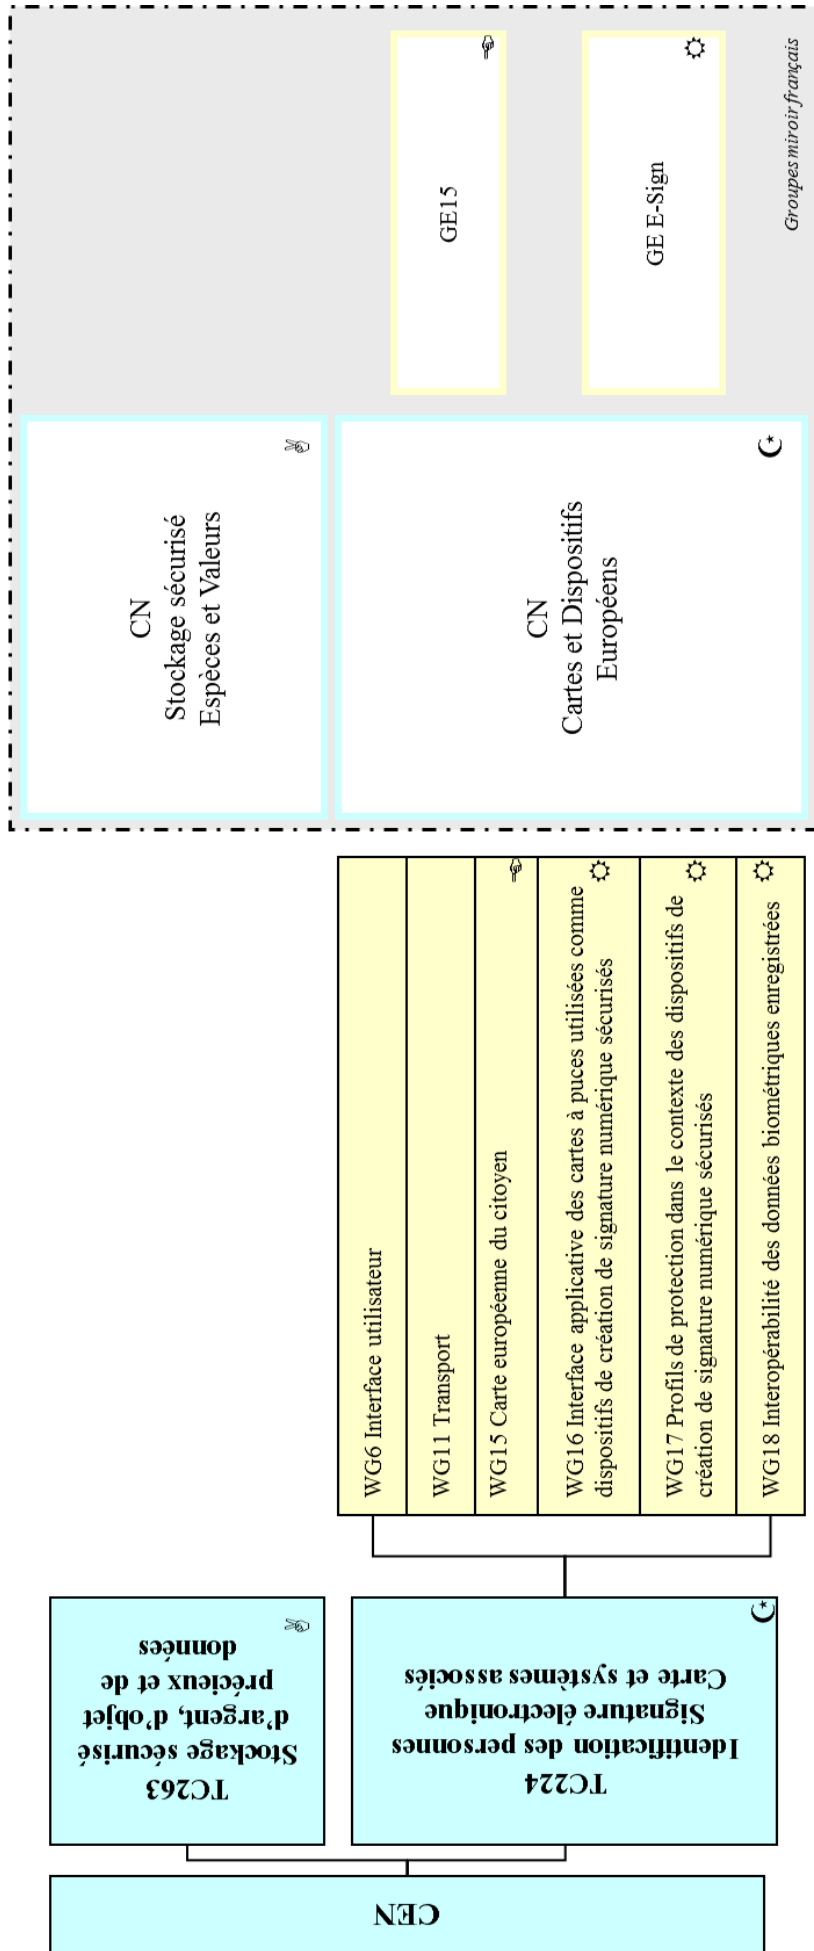 CEN
TC263
Stockage sécurisé
d'argent, d'objet
précieux et de
données
TC224
Identification des personnes
Signature électronique
Carte et systèmes associés
WG6 Interface utilisateur
WG11 Transport
WG15 Carte européenne du citoyen
WG16 Interface applicative des cartes à puces utilisées comme
dispositifs de création de signature numérique sécurisés
WG17 Profils de protection dans le contexte des dispositifs de
création de signature numérique sécurisés
WG18 Interopérabilité des données biométriques enregistrées
CN
Stockage sécurisé
Espèces et Valeurs
CN
Cartes et Dispositifs
Européens
GE15
GE E-Sign
Groupes miroir français